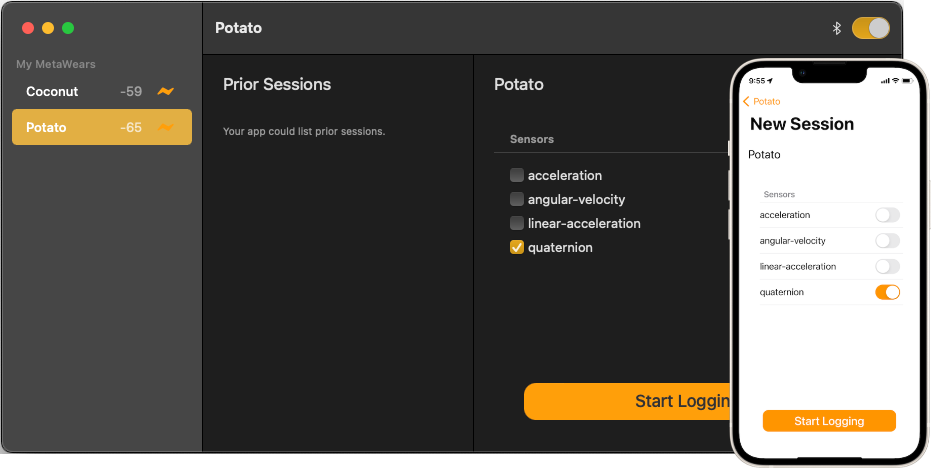 Potato
My MetaWears
Coconut -59
Potato -65
Prior Sessions
Your app could list prior sessions.
Potato
Sensors
acceleration
angular-velocity
linear-acceleration
quaternion
Start Loggin
9:55
Potato
New Session
Potato
Sensors
acceleration
angular-velocity
linear-acceleration
quaternion
Start Logging